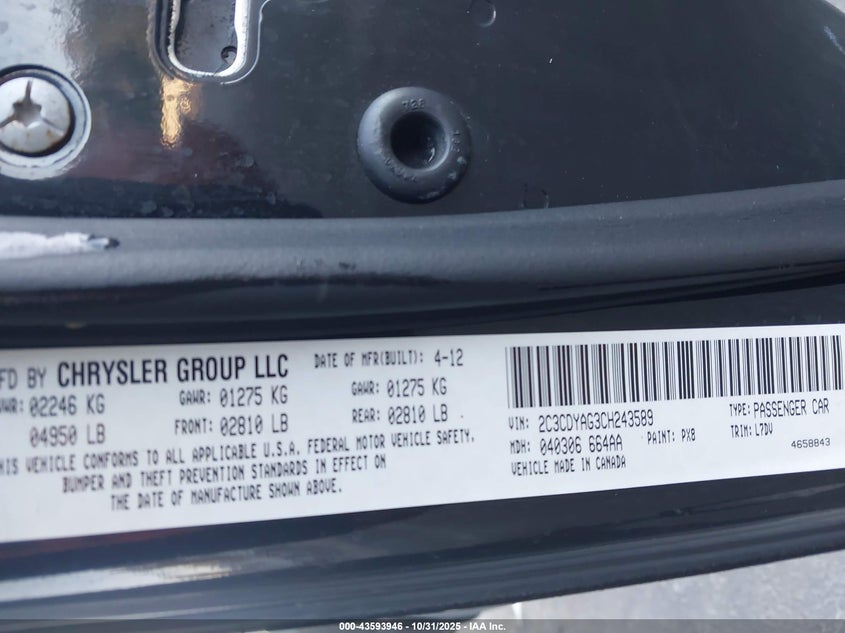 MFD BY CHRYSLER GROUP LLC DATE OF MFR(BUILT): 4-12
GVWR: 02246 KG GAWR: 01275 KG GAWR: 01275 KG
04950 LB FRONT: 02810 LB REAR: 02810 LB
THIS VEHICLE CONFORMS TO ALL APPLICABLE U.S.A. FEDERAL MOTOR VEHICLE SAFETY,
BUMPER AND THEFT PREVENTION STANDARDS IN EFFECT ON
THE DATE OF MANUFACTURE SHOWN ABOVE.
VIN: 2C3CDYAG3CH243589 TYPE: PASSENGER CAR
MDH: 040306 664AA PAINT: PX8 TRIM: L7DV
VEHICLE MADE IN CANADA 4658843
000-43593946 - 10/31/2025 - IAA Inc.